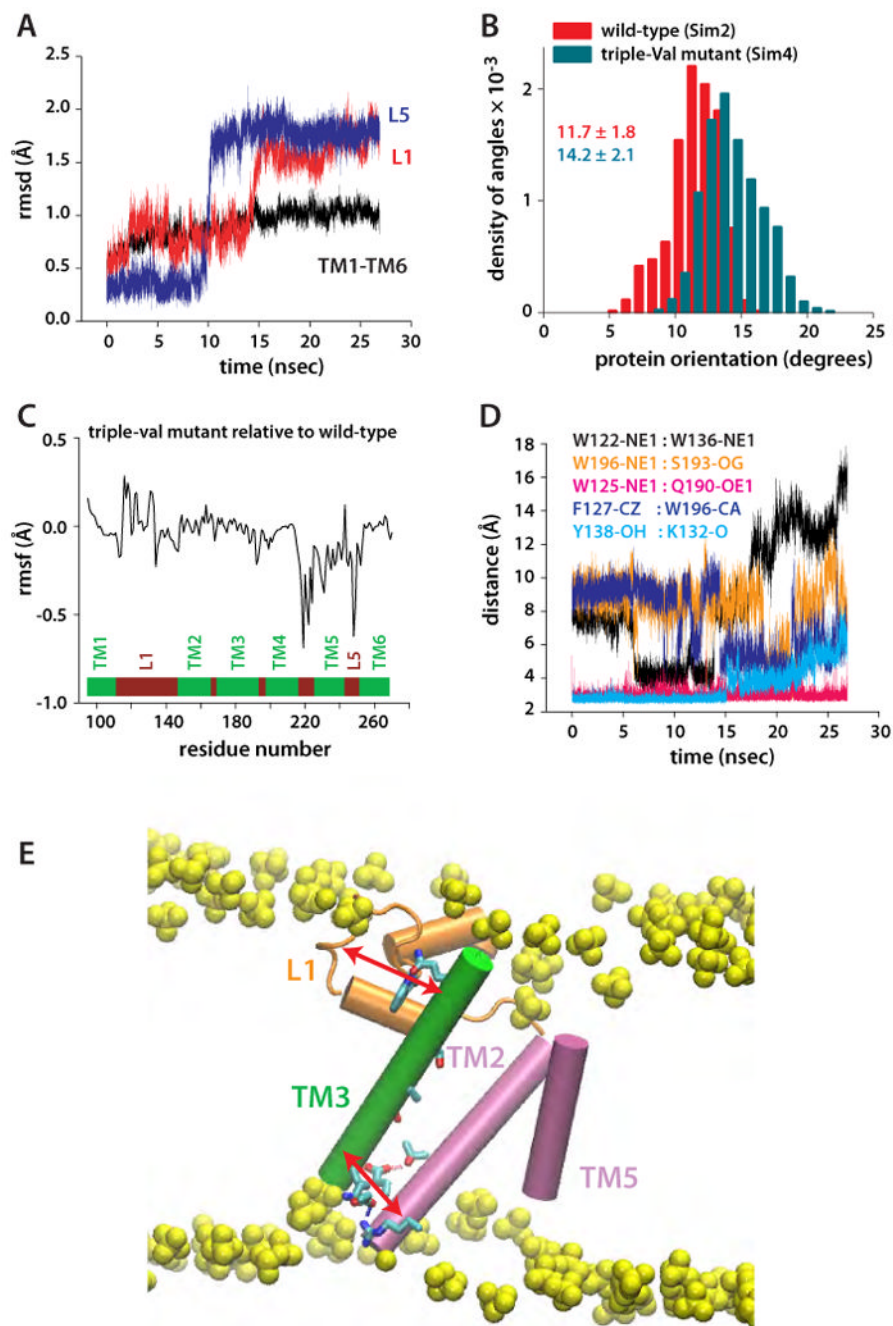 A
2.5
2.0
1.5
1.0
0.5
0.0
rmsd (Å)
L5
L1
TM1-TM6
0 5 10 15 20 25 30
time (nsec)
B
wild-type (Sim2)
triple-Val mutant (Sim4)
11.7 ± 1.8
14.2 ± 2.1
2
1
0
density of angles × 10-3
0 5 10 15 20 25
protein orientation (degrees)
C
triple-val mutant relative to wild-type
0.5
0.0
-0.5
-1.0
rmsf (Å)
TM1 L1 TM2 TM3 TM4 TM5 L5 TM6
100 140 180 220 260
residue number
D
W122-NE1 : W136-NE1
W196-NE1 : S193-OG
W125-NE1 : Q190-OE1
F127-CZ : W196-CA
Y138-OH : K132-O
18
16
14
12
10
8
6
4
2
distance (Å)
0 5 10 15 20 25 30
time (nsec)
E
L1
TM2
TM3
TM5